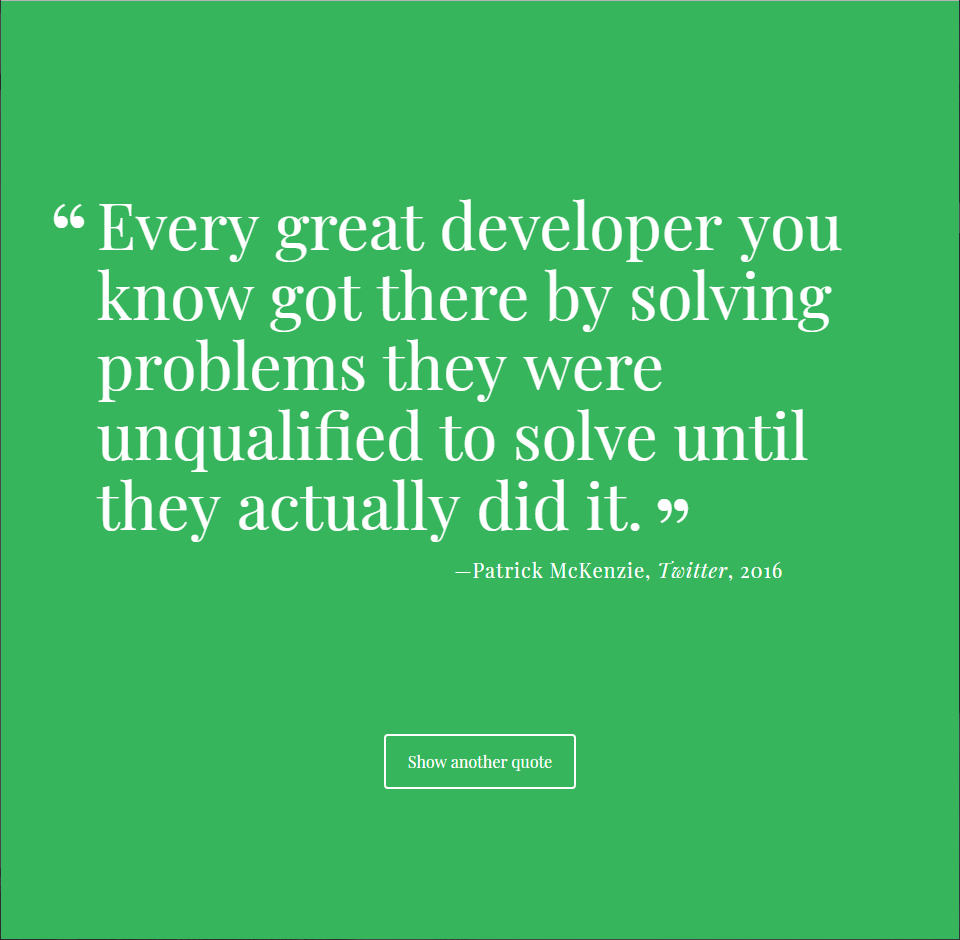 “Every great developer you
know got there by solving
problems they were
unqualified to solve until
they actually did it.”
—Patrick McKenzie, Twitter, 2016
Show another quote